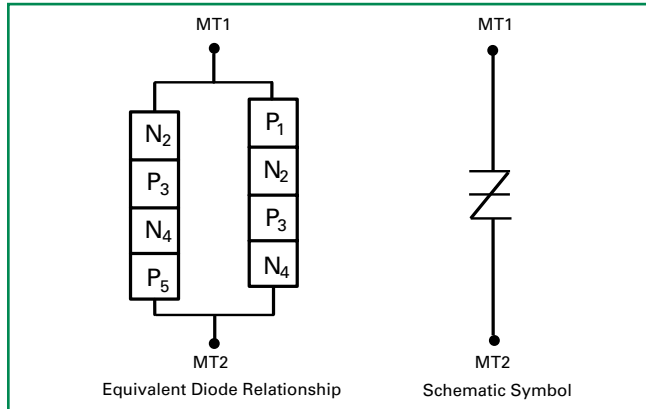 MT1
MT1
N2
P3
N4
P5
P1
N2
P3
N4
MT2
MT2
Equivalent Diode Relationship
Schematic Symbol